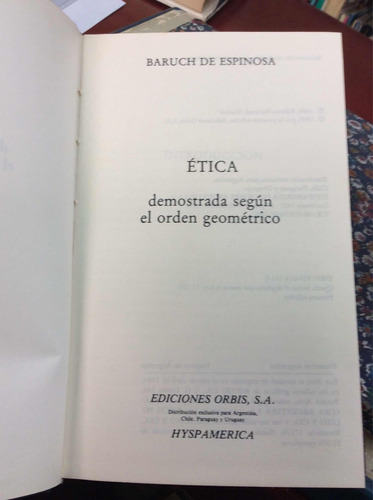 BARUCH DE ESPINOSA
ÉTICA
demostrada según
el orden geométrico
EDICIONES ORBIS, S.A.
Distribución exclusiva para Argentina,
Chile, Paraguay y Uruguay
HYSPAMERICA